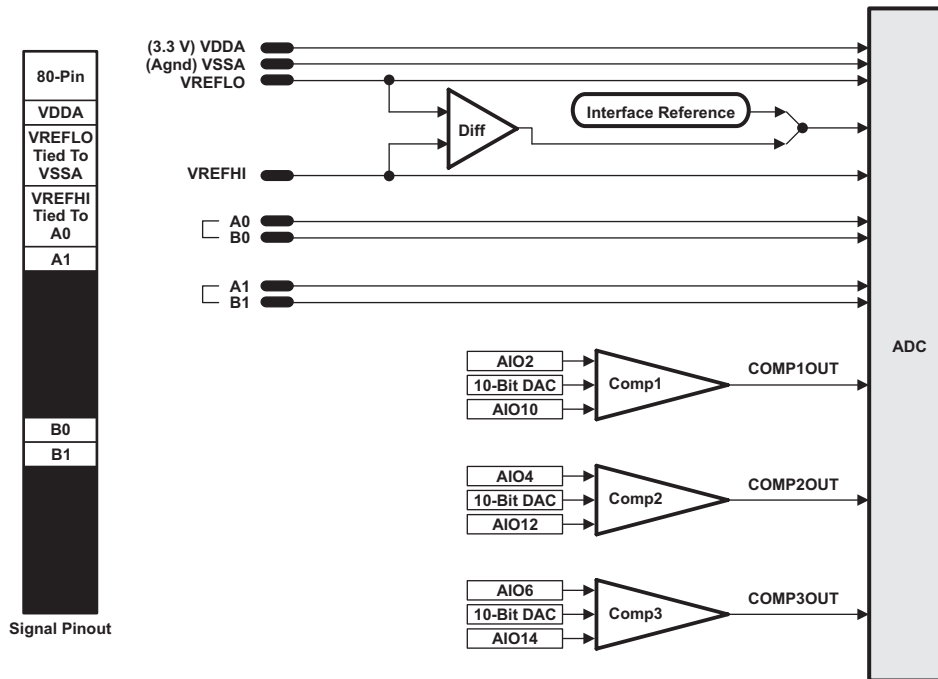 80-Pin
VDDA
VREFLO
Tied To
VSSA
VREFHI
Tied To
A0
A1
B0
B1
Signal Pinout
(3.3 V) VDDA
(Agnd) VSSA
VREFLO
Diff
Interface Reference
VREFHI
A0
B0
A1
B1
AIO2
10-Bit DAC
AIO10
Comp1
COMP1OUT
AIO4
10-Bit DAC
AIO12
Comp2
COMP2OUT
AIO6
10-Bit DAC
AIO14
Comp3
COMP3OUT
ADC